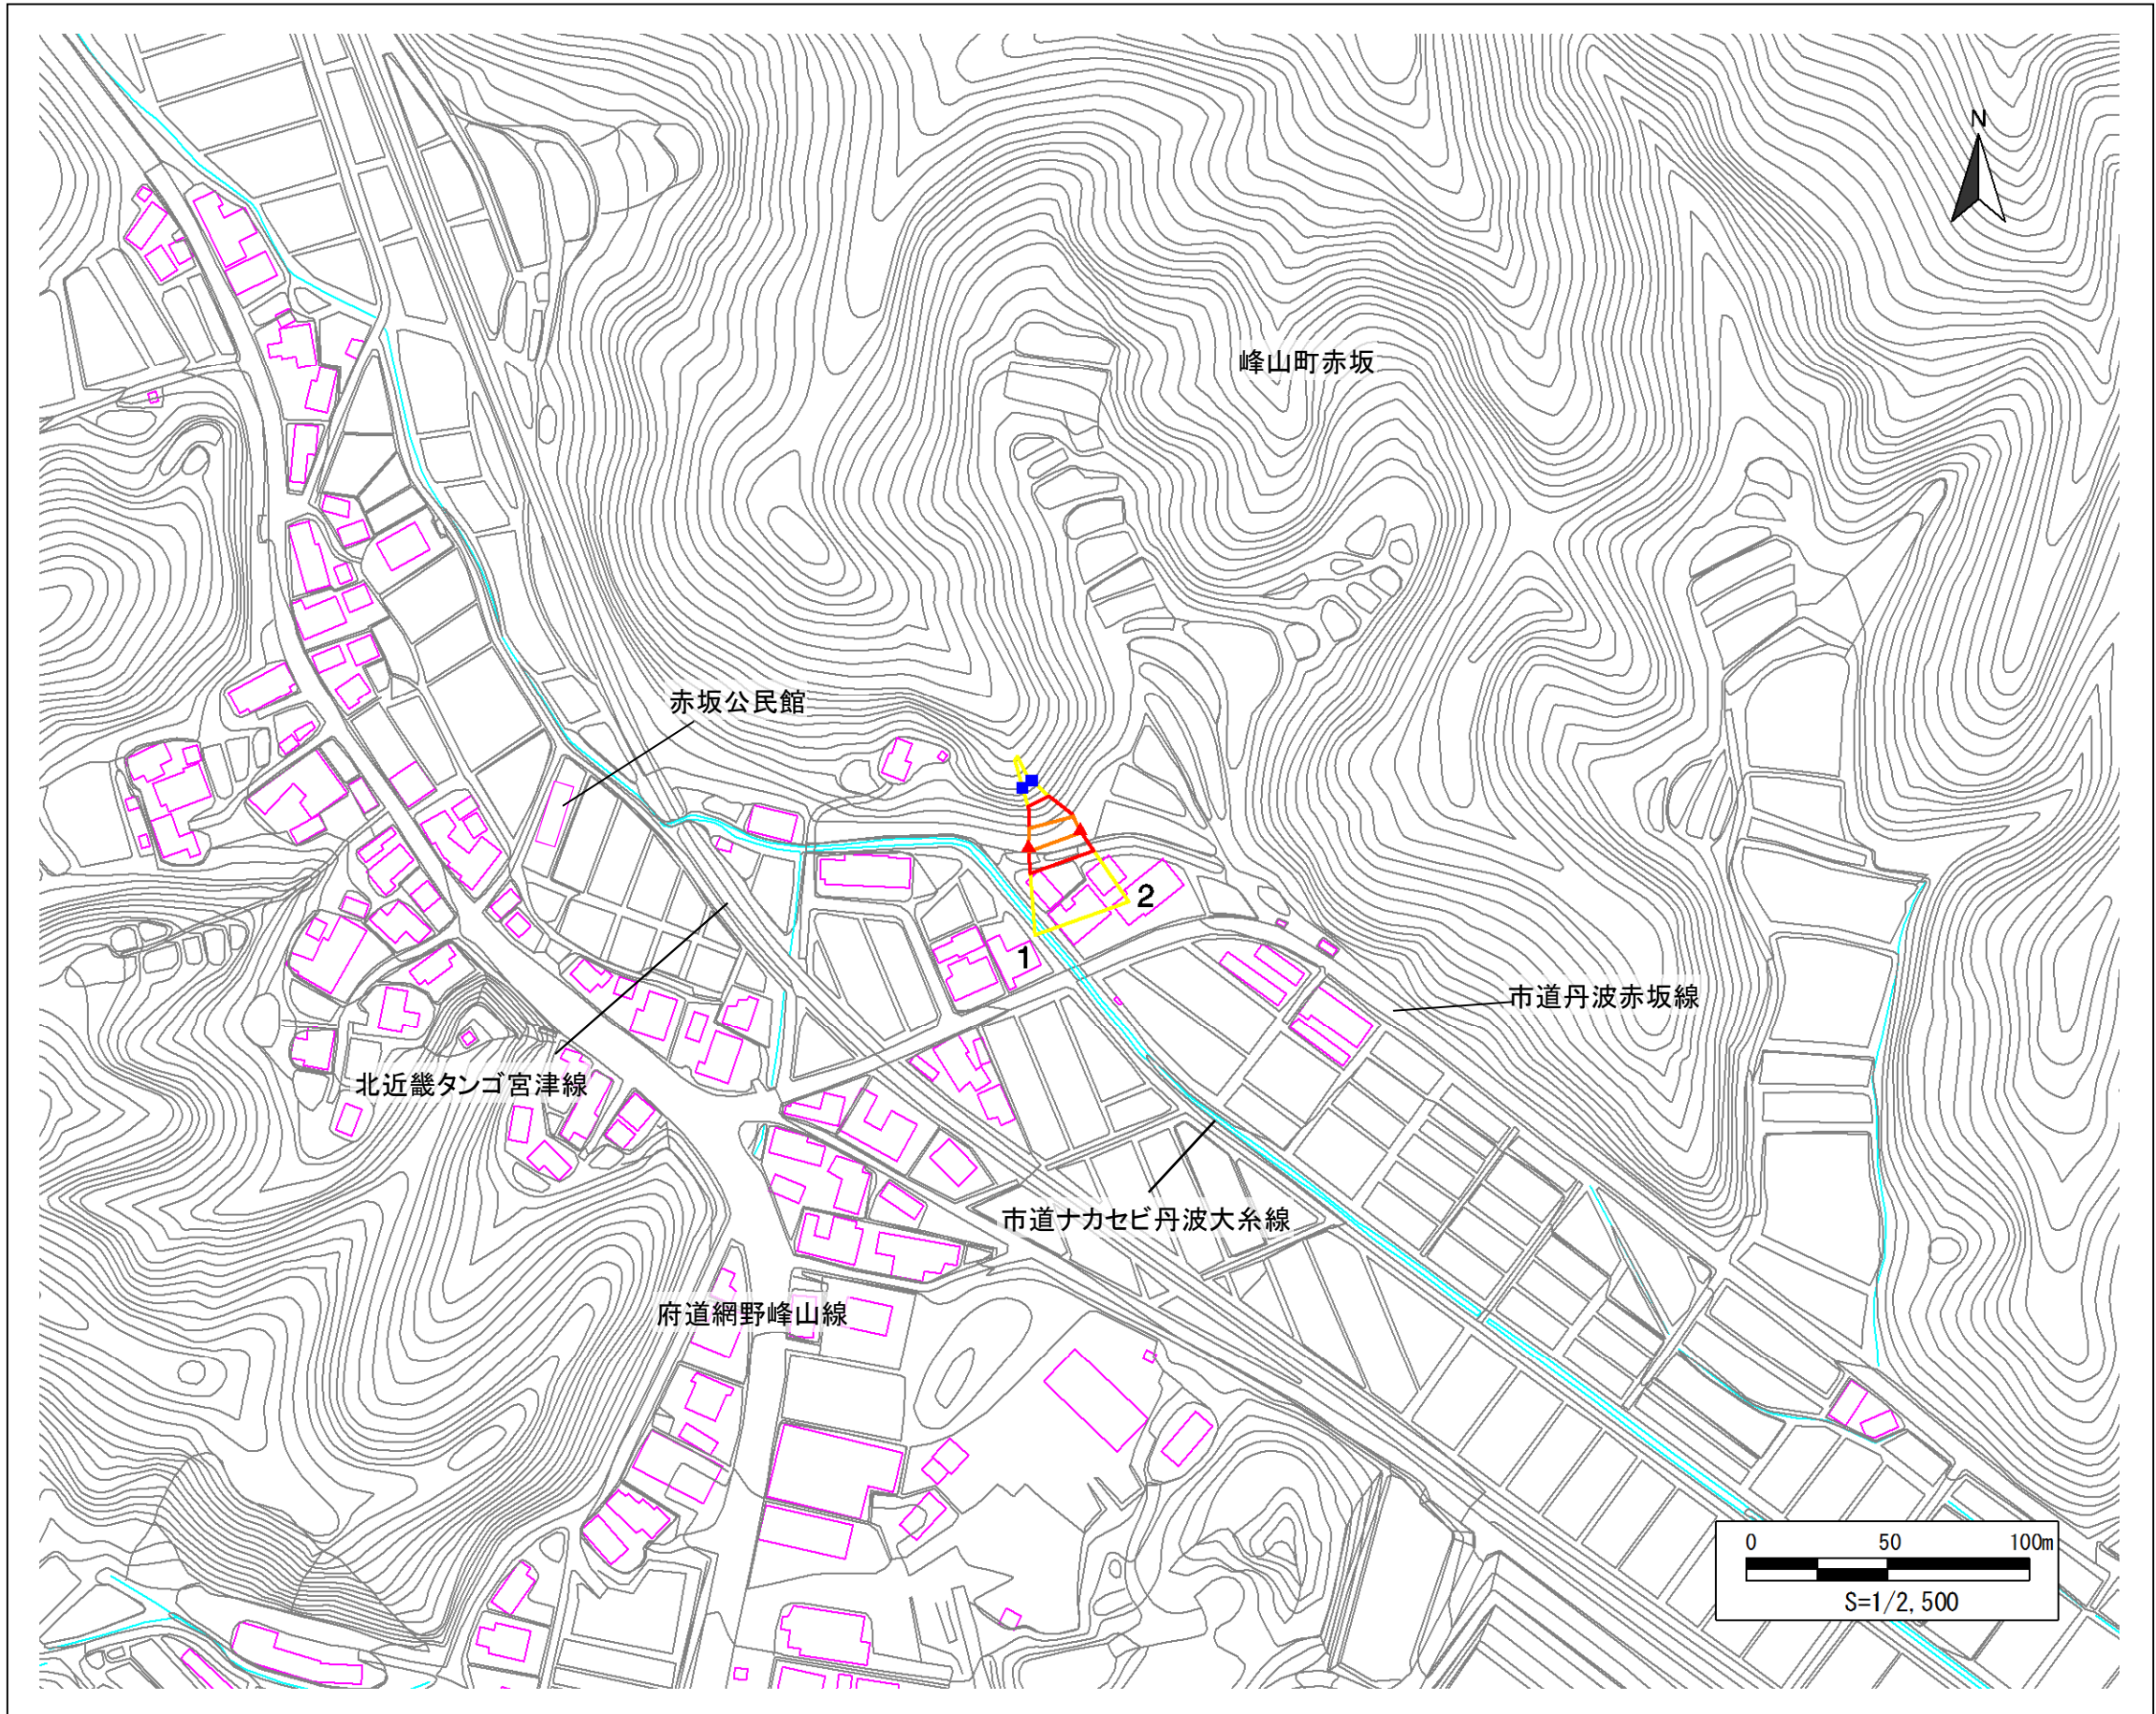 N
峰山町赤坂
赤坂公民館
2
1
市道丹波赤坂線
北近畿タンゴ宮津線
市道ナカセビ丹波大糸線
府道網野峰山線
0 50 100m
S=1/2,500